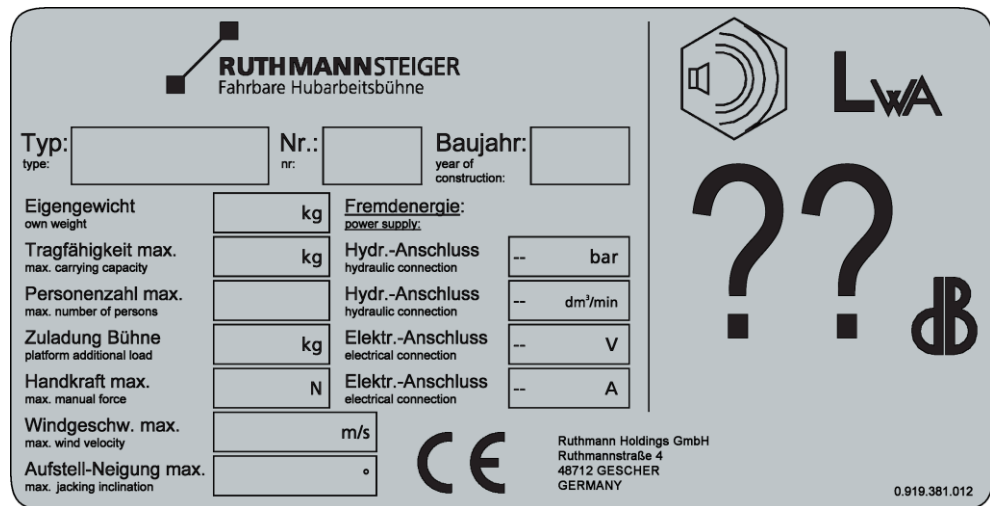 RUTHMANNSTEIGER
Fahrbare Hubarbeitsbühne
Typ:
type:
Nr.:
nr:
Baujahr:
year of
construction:
Eigengewicht
own weight
kg
Tragfähigkeit max.
max. carrying capacity
kg
Personenzahl max.
max. number of persons
Zuladung Bühne
platform additional load
kg
Handkraft max.
max. manual force
N
Windgeschw. max.
max. wind velocity
m/s
Aufstell-Neigung max.
max. jacking inclination
°
Fremdenergie:
power supply:
Hydr.-Anschluss
hydraulic connection
-- bar
Hydr.-Anschluss
hydraulic connection
-- dm³/min
Elektr.-Anschluss
electrical connection
-- V
Elektr.-Anschluss
electrical connection
-- A
CE
Ruthmann Holdings GmbH
Ruthmannstraße 4
48712 GESCHER
GERMANY
LWA
??
dB
0.919.381.012